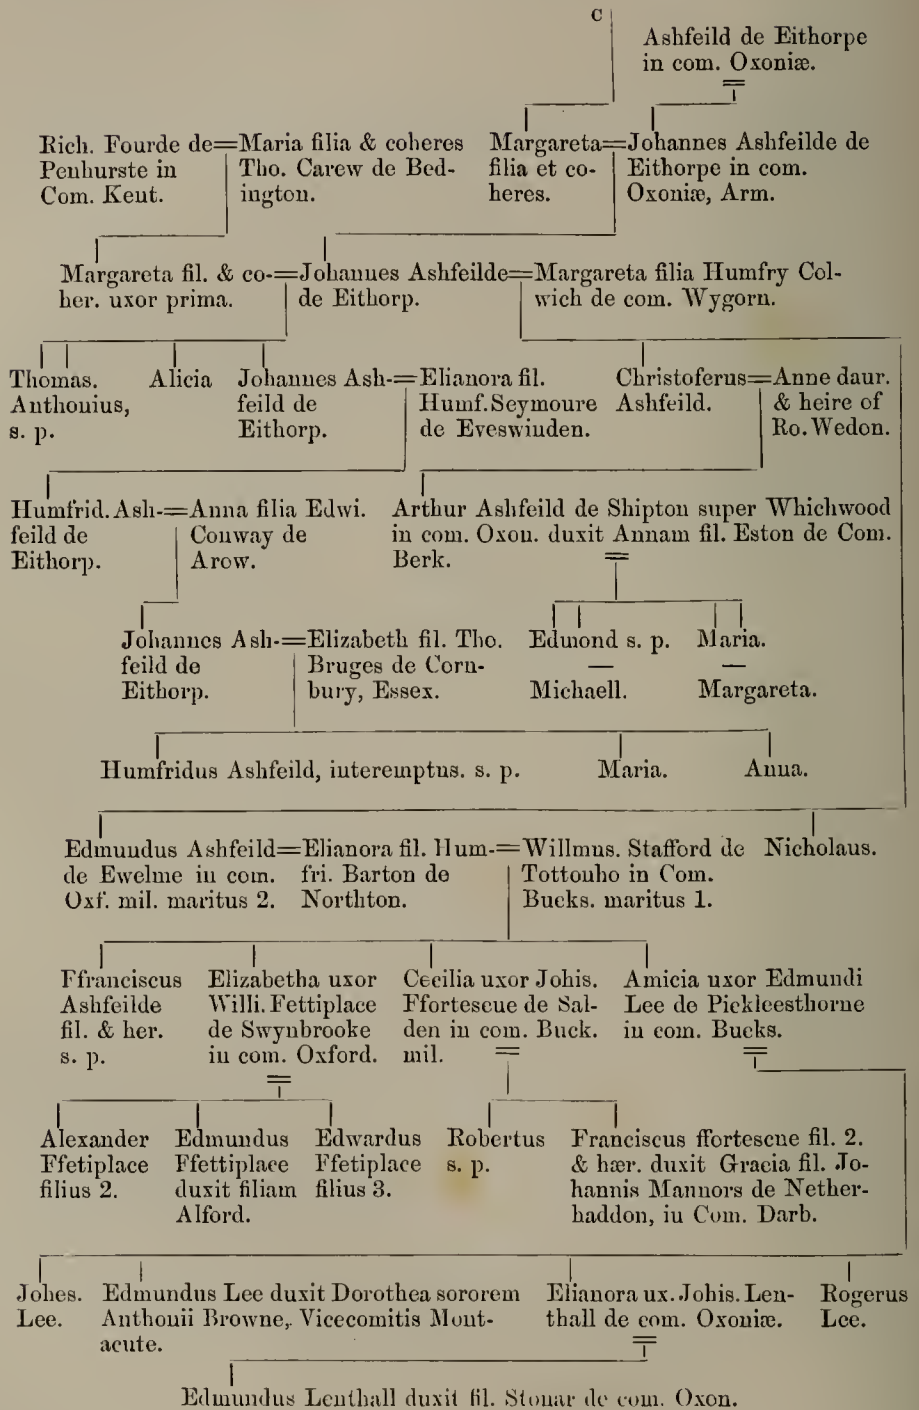 C
Ashfeild de Eithorpe
in com. Oxoniæ.
Rich. Fourde de=Maria filia & coheres
Penhurste in Tho. Carew de Bed-
Com. Kent. ington.
Margareta=Johannes Ashfeilde de
filia et co- Eithorpe in com.
heres. Oxoniæ, Arm.
Margareta fil. & co-=Johannes Ashfeilde=Margareta filia Humfry Col-
her. uxor prima. de Eithorp. wich de com. Wygorn.
Thomas. Alicia Johannes Ash-=Elianora fil. Christoferus=Anne daur.
Anthonius, feild de Humf. Seymoure Ashfeild. & heire of
s. p. Eithorp. de Eveswinden. Ro. Wedon.
Humfrid. Ash-=Anna filia Edwi. Arthur Ashfeild de Shipton super Whichwood
feild de Conway de in com. Oxon. duxit Annam fil. Eston de Com.
Eithorp. Arow. Berk.
Johannes Ash-=Elizabeth fil. Tho. Edmond s. p. Maria.
feild de Bruges de Corn- — —
Eithorp. bury, Essex. Michaell. Margareta.
Humfridus Ashfeild, interemptus. s. p. Maria. Anna.
Edmundus Ashfeild=Elianora fil. Hum-=Willmus. Stafford de Nicholaus.
de Ewelme in com. fri. Barton de Tottonho in Com.
Oxf. mil. maritus 2. Northton. Bucks. maritus 1.
Ffranciscus Elizabetha uxor Cecilia uxor Johis. Amicia uxor Edmundi
Ashfeilde Willi. Fettiplace Ffortescue de Sal- Lee de Pickleesthorne
fil. & her. de Swynbrooke den in com. Buck. in com. Bucks.
s. p. in com. Oxford. mil.
Alexander Edmundus Edwardus Robertus Franciscus ffortescue fil. 2.
Ffetiplace Ffettiplace Ffetiplace s. p. & hær. duxit Gracia fil. Jo-
filius 2. duxit filiam filius 3. hannis Mannors de Nether-
Alford. haddon, in Com. Darb.
Johes. Edmundus Lee duxit Dorothea sororem Elianora ux. Johis. Len- Rogerus
Lee. Anthonii Browne, Vicecomitis Mont- thall de com. Oxoniæ. Lee.
acute.
Edmundus Lenthall duxit fil. Stonar de com. Oxon.